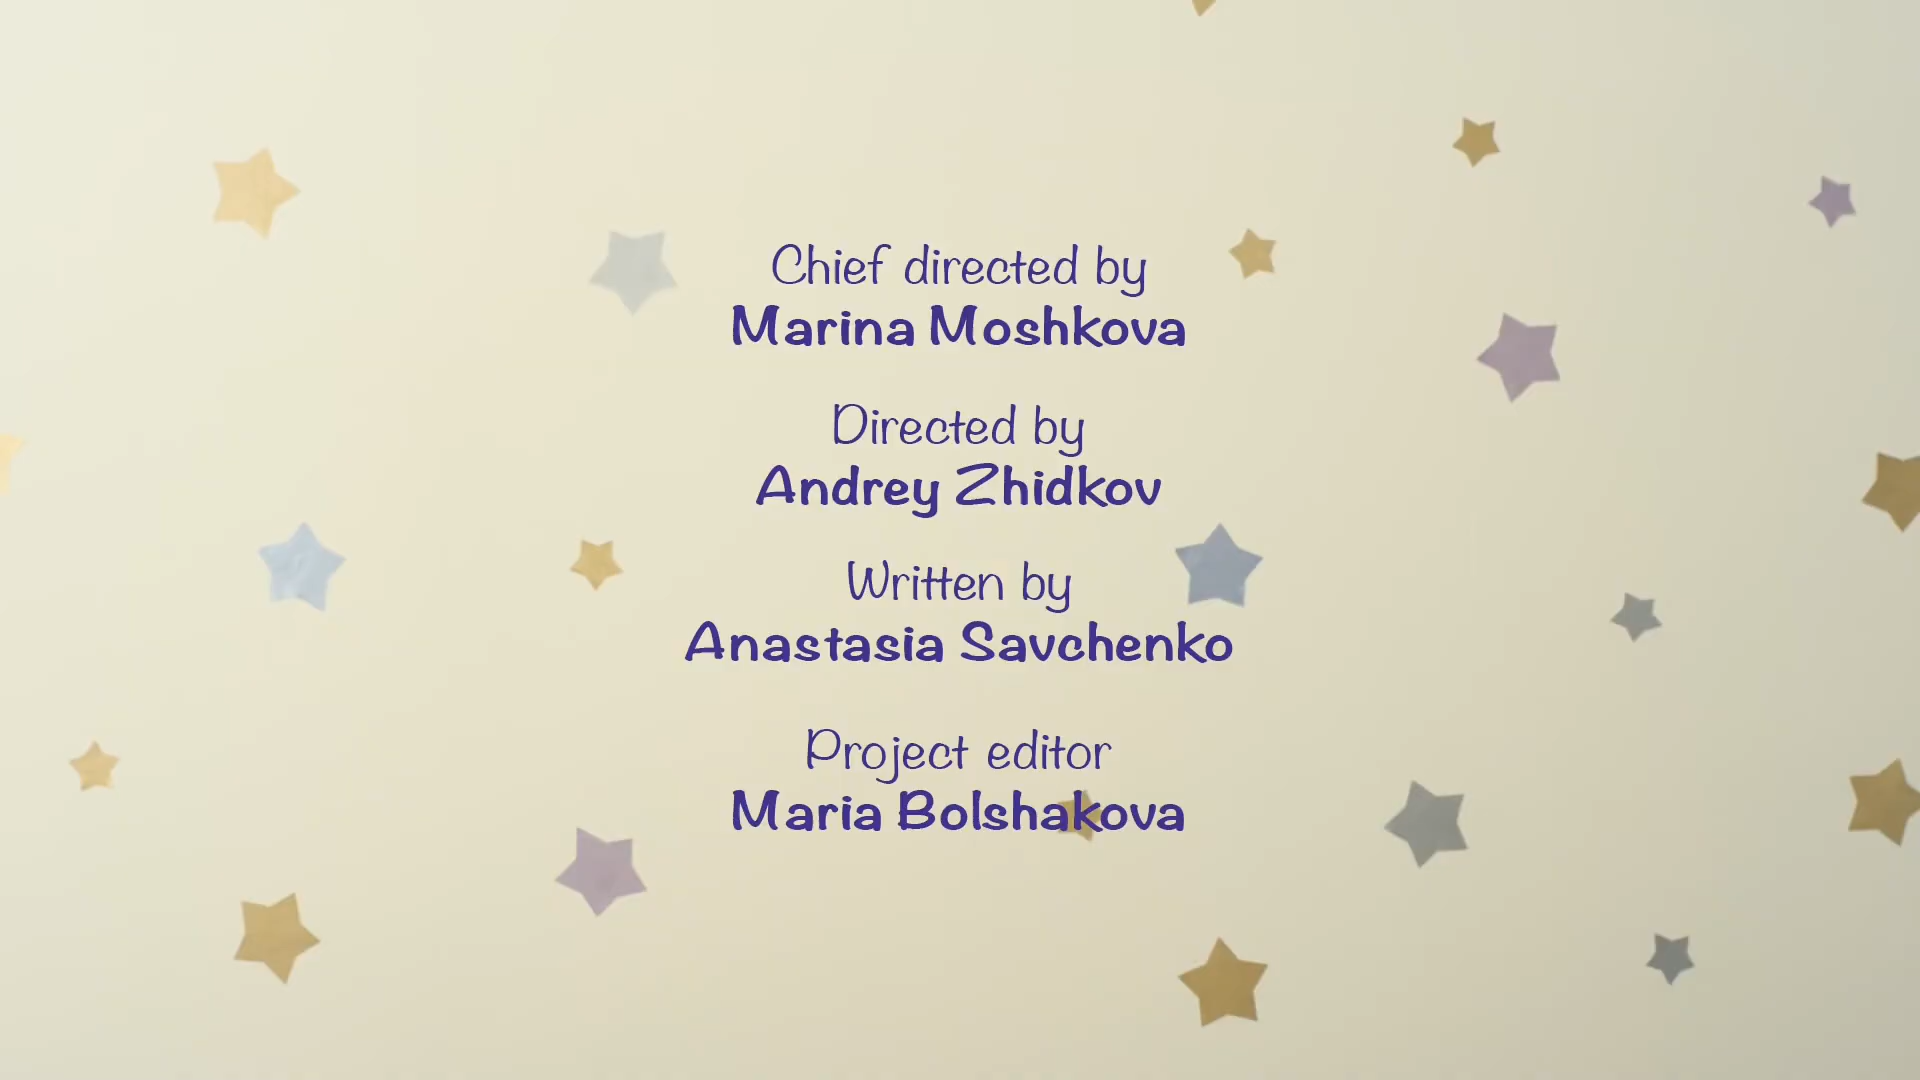 Chief directed by
Marina Moshkova
Directed by
Andrey Zhidkov
Written by
Anastasia Savchenko
Project editor
Maria Bolshakova